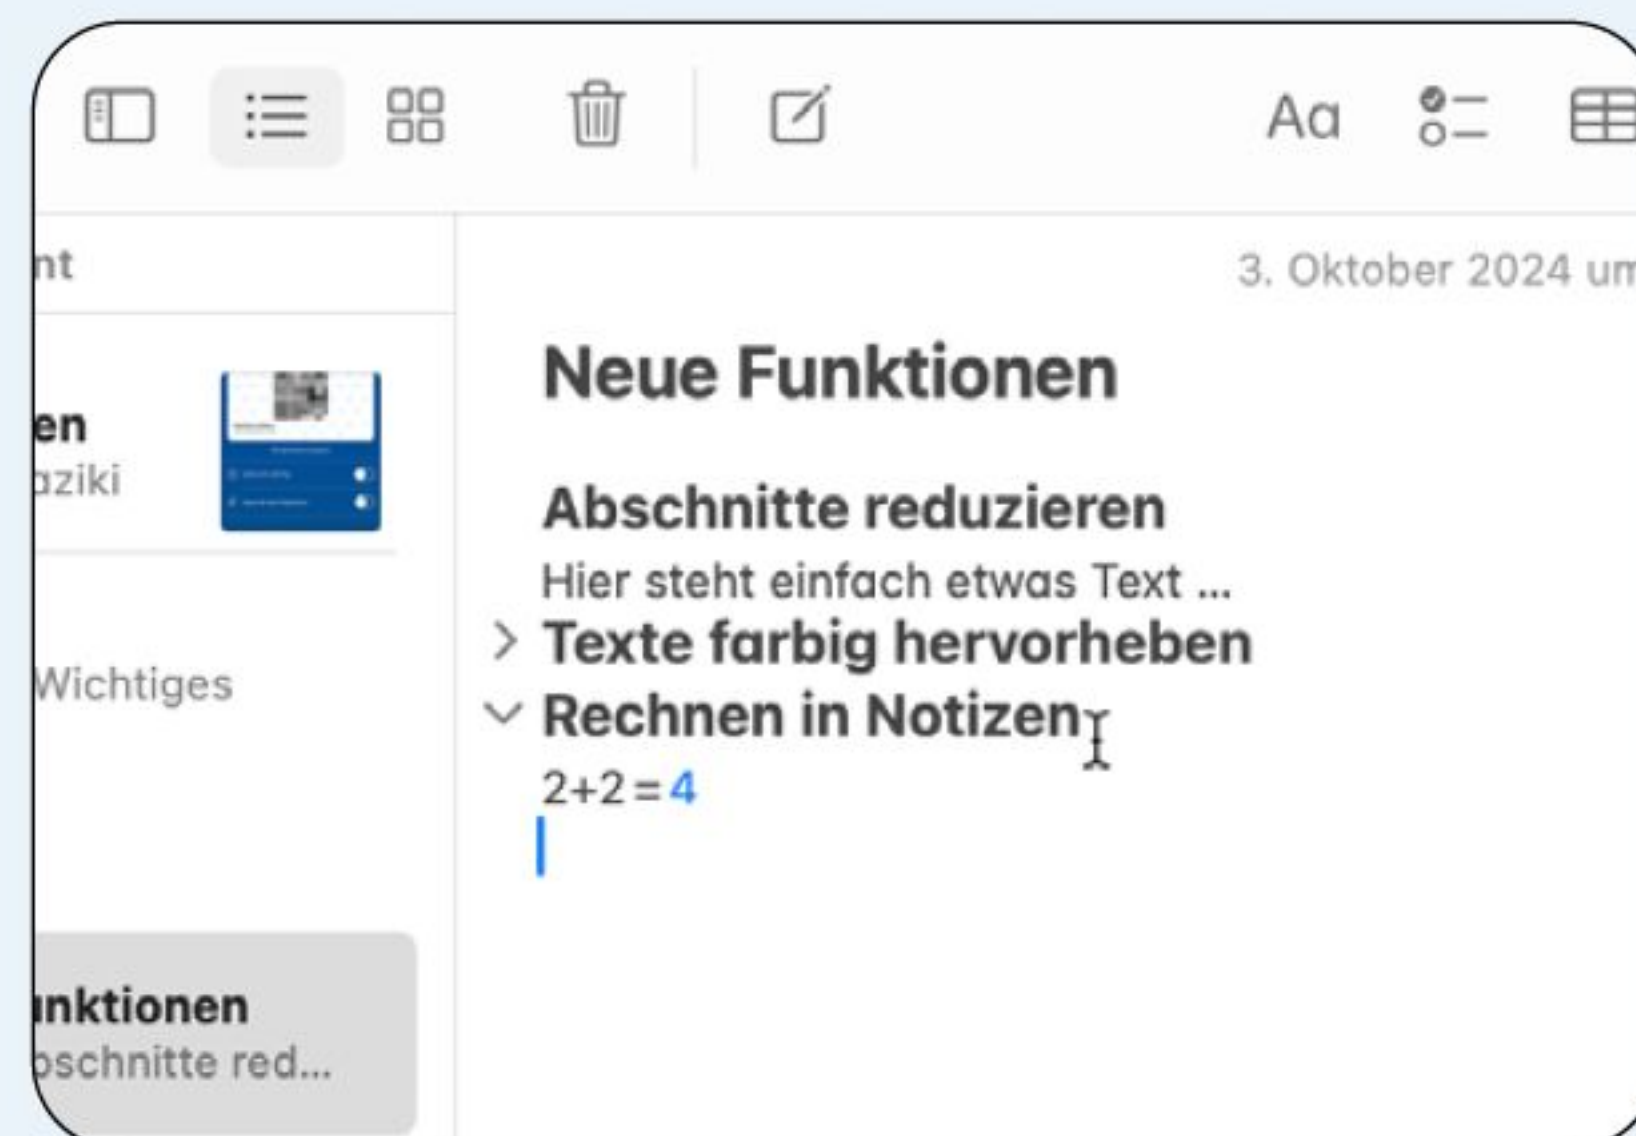 Aa
nt
3. Oktober 2024 um
en
aziki
Wichtiges
Neue Funktionen
Abschnitte reduzieren
Hier steht einfach etwas Text ...
Texte farbig hervorheben
Rechnen in Notizen
2+2=4
unktionen
bschnitte red...